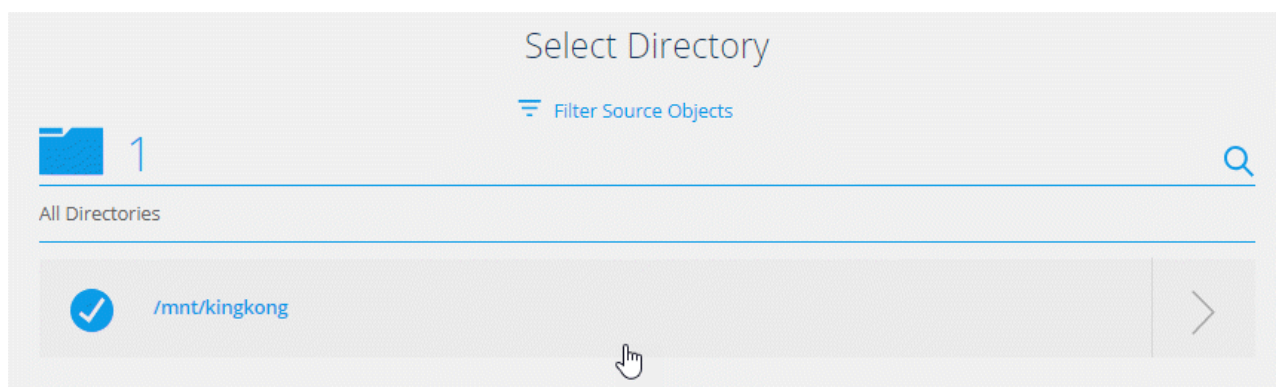 Select Directory
Filter Source Objects
1
All Directories
/mnt/kingkong